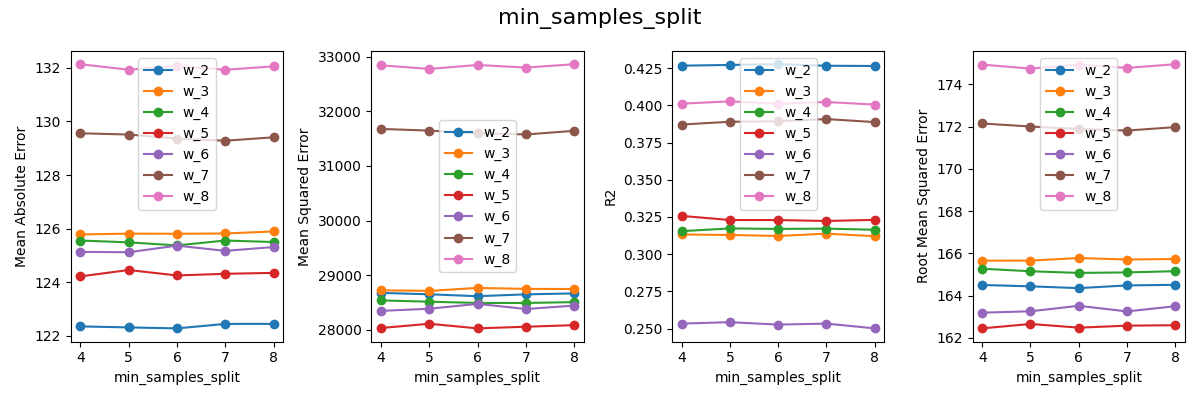 min_samples_split
132
130
128
126
124
122
Mean Absolute Error
w_2
w_3
w_4
w_5
w_6
w_7
w_8
4 5 6 7 8
min_samples_split
33000
32000
31000
30000
29000
28000
Mean Squared Error
w_2
w_3
w_4
w_5
w_6
w_7
w_8
4 5 6 7 8
min_samples_split
0.425
0.400
0.375
0.350
0.325
0.300
0.275
0.250
R2
w_2
w_3
w_4
w_5
w_6
w_7
w_8
4 5 6 7 8
min_samples_split
174
172
170
168
166
164
162
Root Mean Squared Error
w_2
w_3
w_4
w_5
w_6
w_7
w_8
4 5 6 7 8
min_samples_split